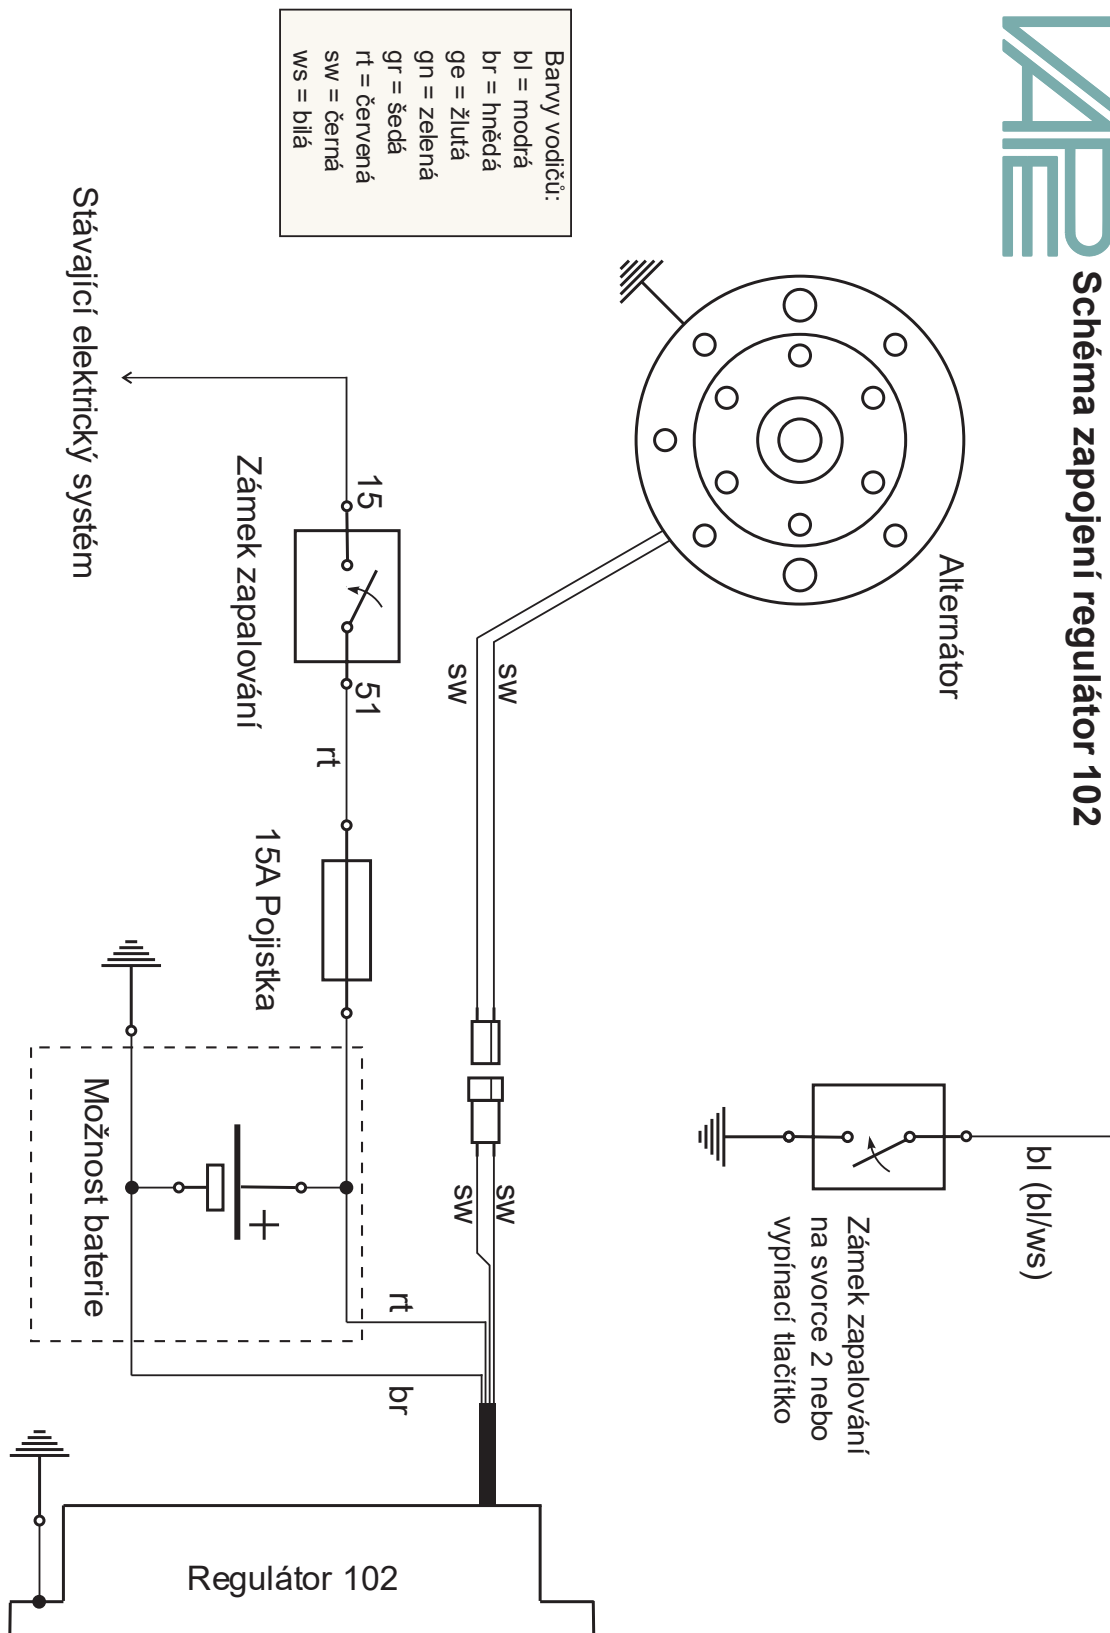 VAPE
Schéma zapojení regulátor 102
Barvy vodičů:
bl = modrá
br = hnědá
ge = žlutá
gn = zelená
gr = šedá
rt = červená
sw = černá
ws = bilá
Alternátor
sw
sw
bl (bl/ws)
Zámek zapalování
na svorce 2 nebo
vypínací tlačítko
sw
sw
Stávající elektrický systém
15
Zámek zapalování
51
rt
15A Pojistka
Možnost baterie
+
rt
br
Regulátor 102